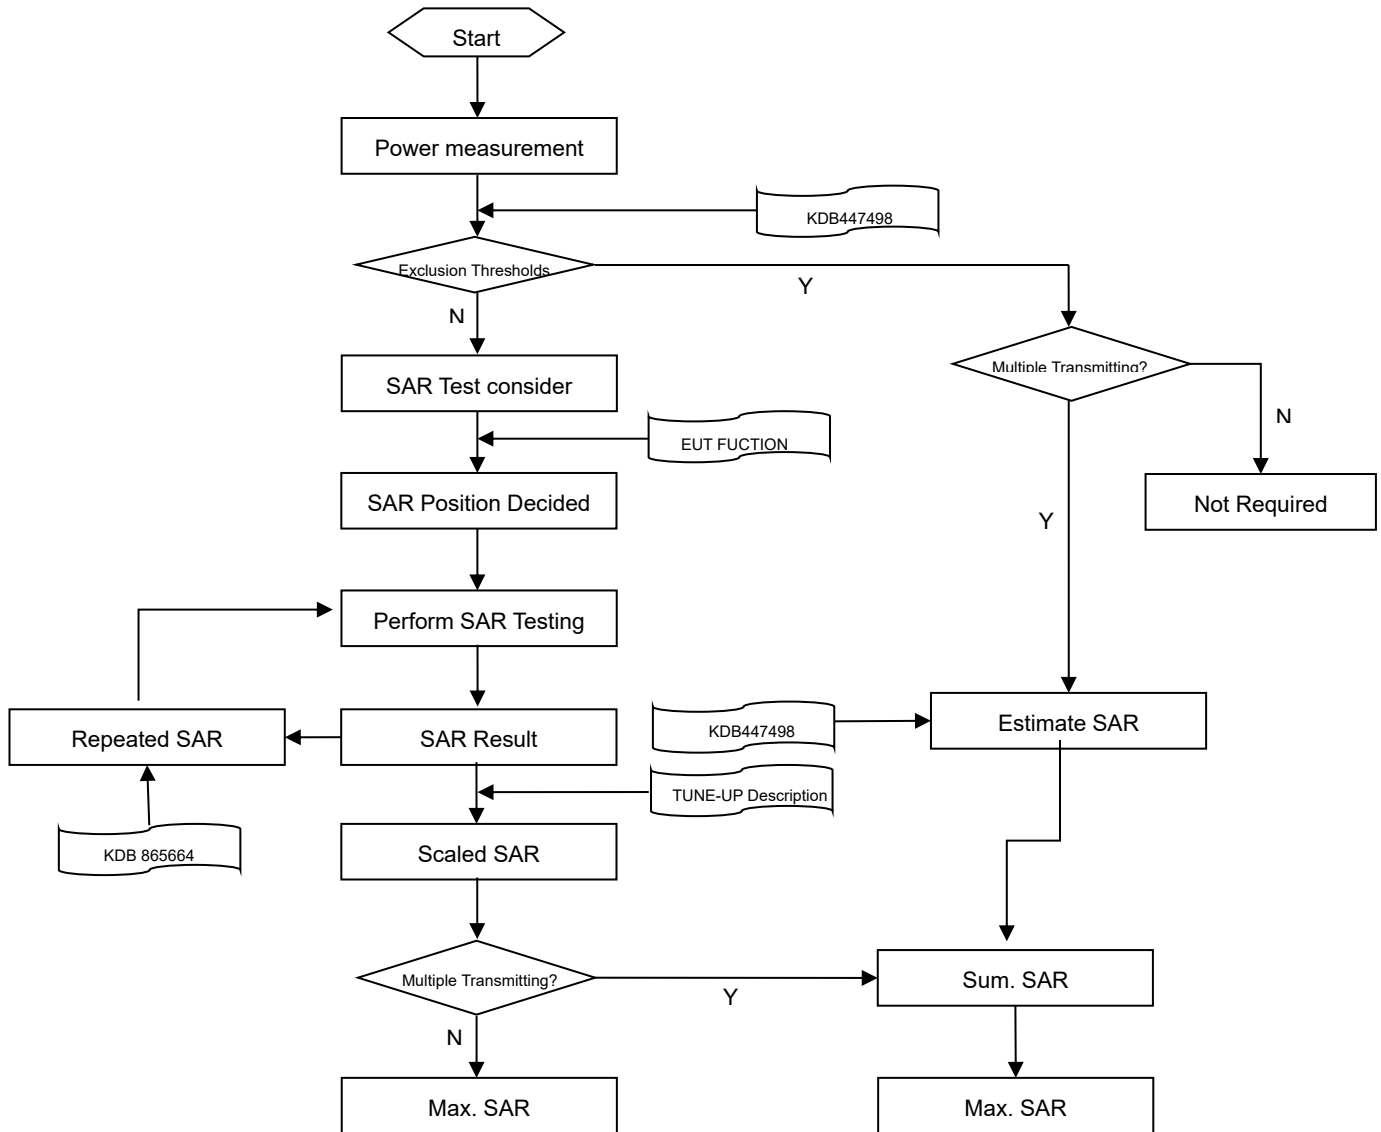 Start
Power measurement
KDB447498
Exclusion Thresholds
Y
N
Multiple Transmitting?
SAR Test consider
N
EUT FUCTION
SAR Position Decided
Not Required
Y
Perform SAR Testing
Repeated SAR
SAR Result
KDB447498
Estimate SAR
TUNE-UP Description
KDB 865664
Scaled SAR
Multiple Transmitting?
Y
Sum. SAR
N
Max. SAR
Max. SAR